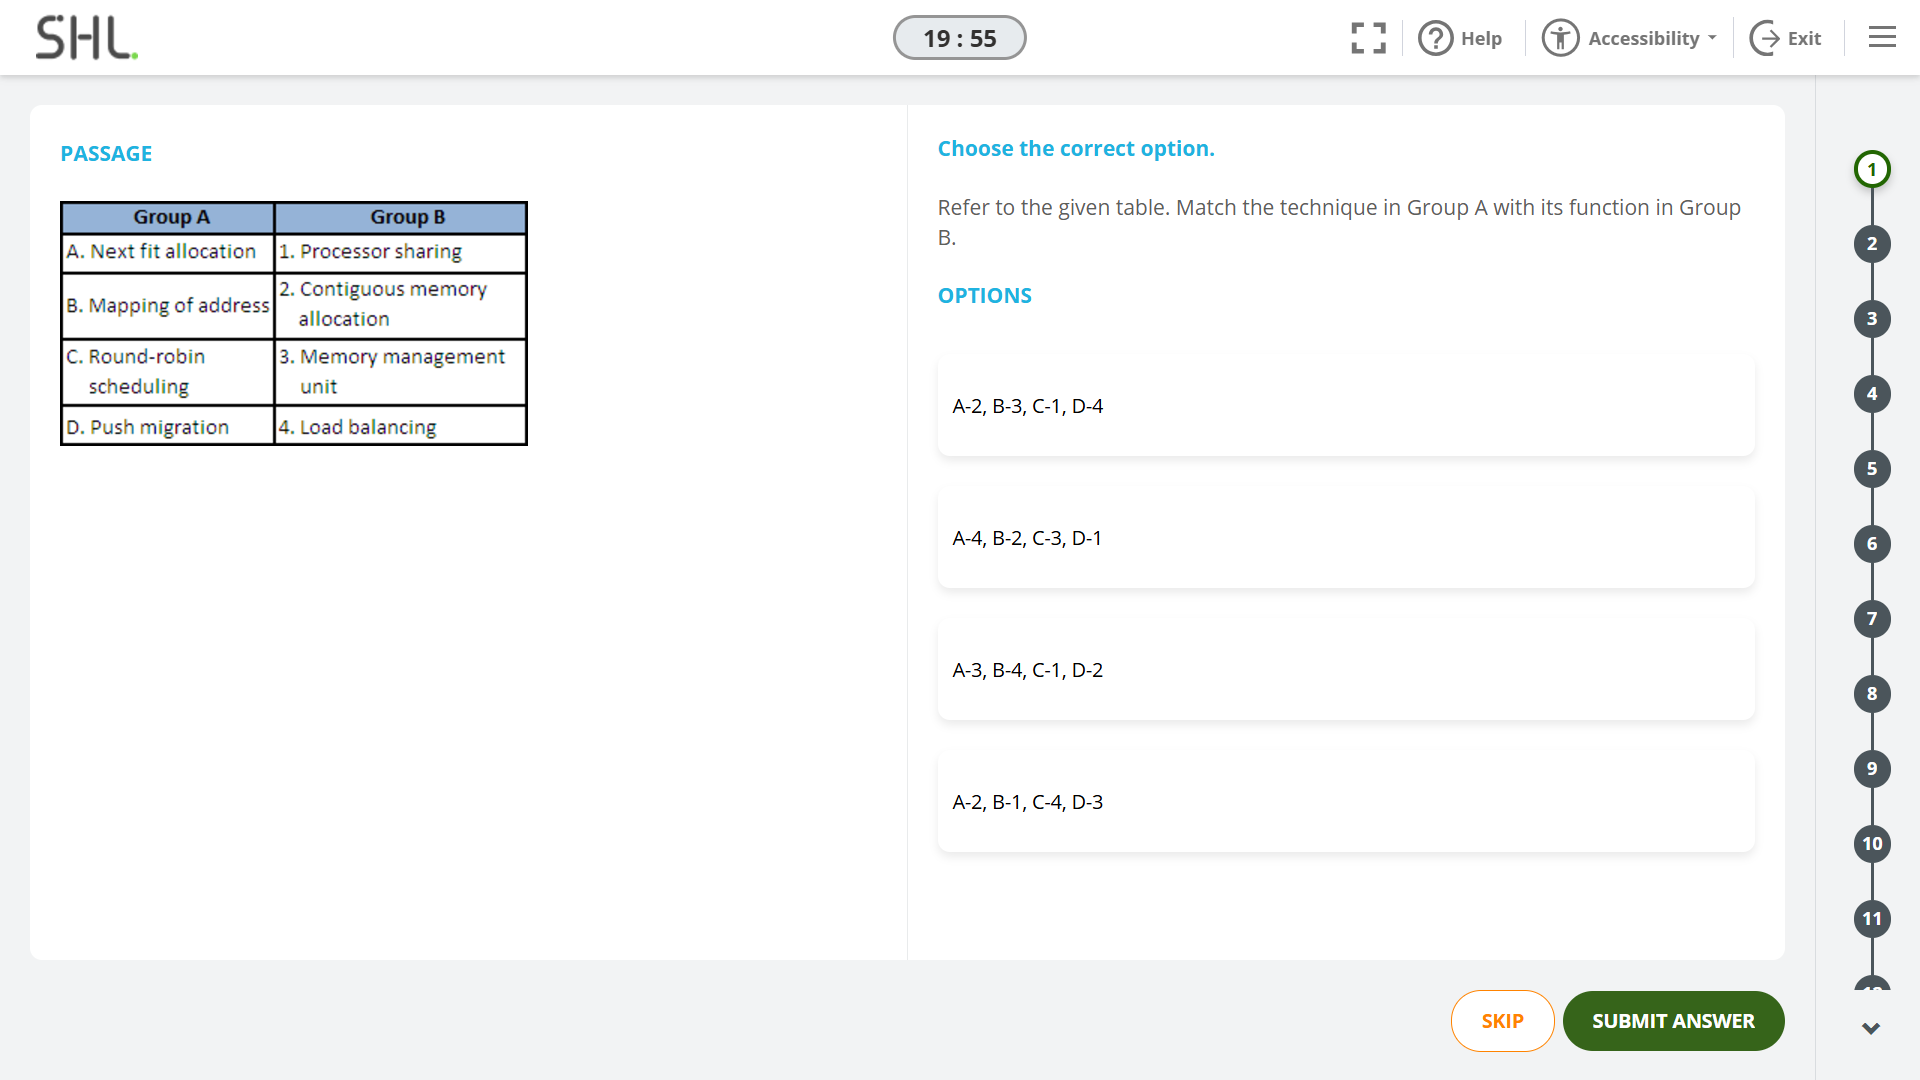 SHL.
19 : 55
Help
Accessibility
Exit
PASSAGE
Group A
Group B
A. Next fit allocation
1. Processor sharing
B. Mapping of address
2. Contiguous memory
allocation
C. Round-robin
scheduling
3. Memory management
unit
D. Push migration
4. Load balancing
Choose the correct option.
Refer to the given table. Match the technique in Group A with its function in Group
B.
OPTIONS
A-2, B-3, C-1, D-4
A-4, B-2, C-3, D-1
A-3, B-4, C-1, D-2
A-2, B-1, C-4, D-3
SKIP
SUBMIT ANSWER
1
2
3
4
5
6
7
8
9
10
11